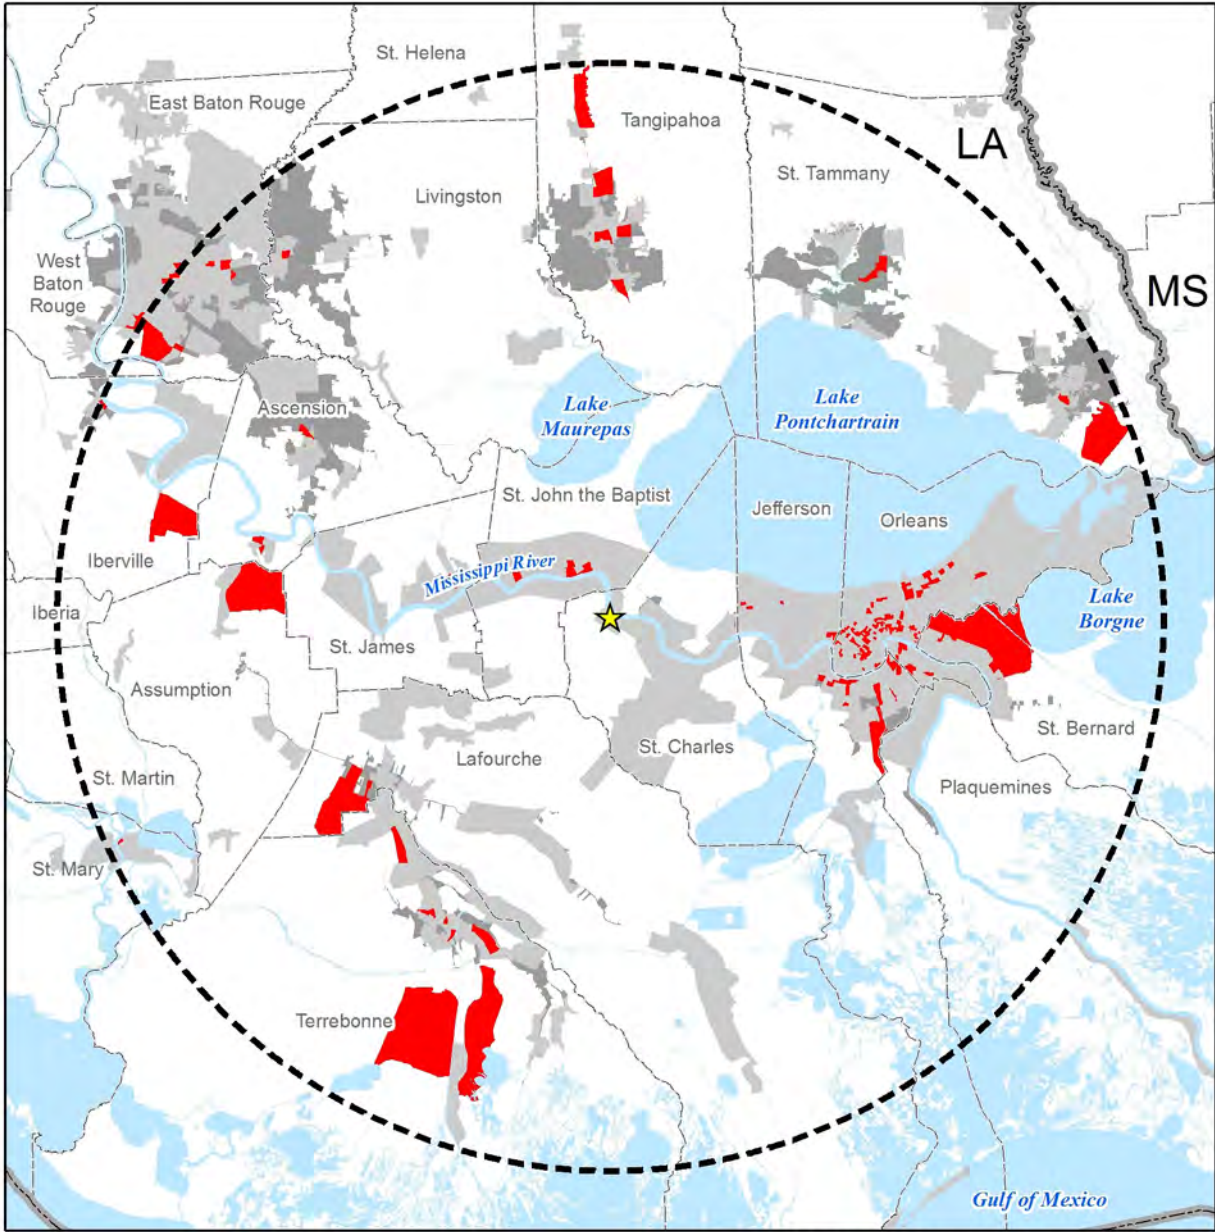 St. Helena
East Baton Rouge
Tangipahoa
LA
St. Tammany
Livingston
West
Baton
Rouge
MS
Lake
Maurepas
Lake
Pontchartrain
Ascension
St. John the Baptist
Jefferson
Orleans
Iberville
Mississippi River
Iberia
Lake
Borgne
St. James
Assumption
St. Bernard
St. Charles
Lafourche
St. Martin
Plaquemines
St. Mary
Terrebonne
Gulf of Mexico